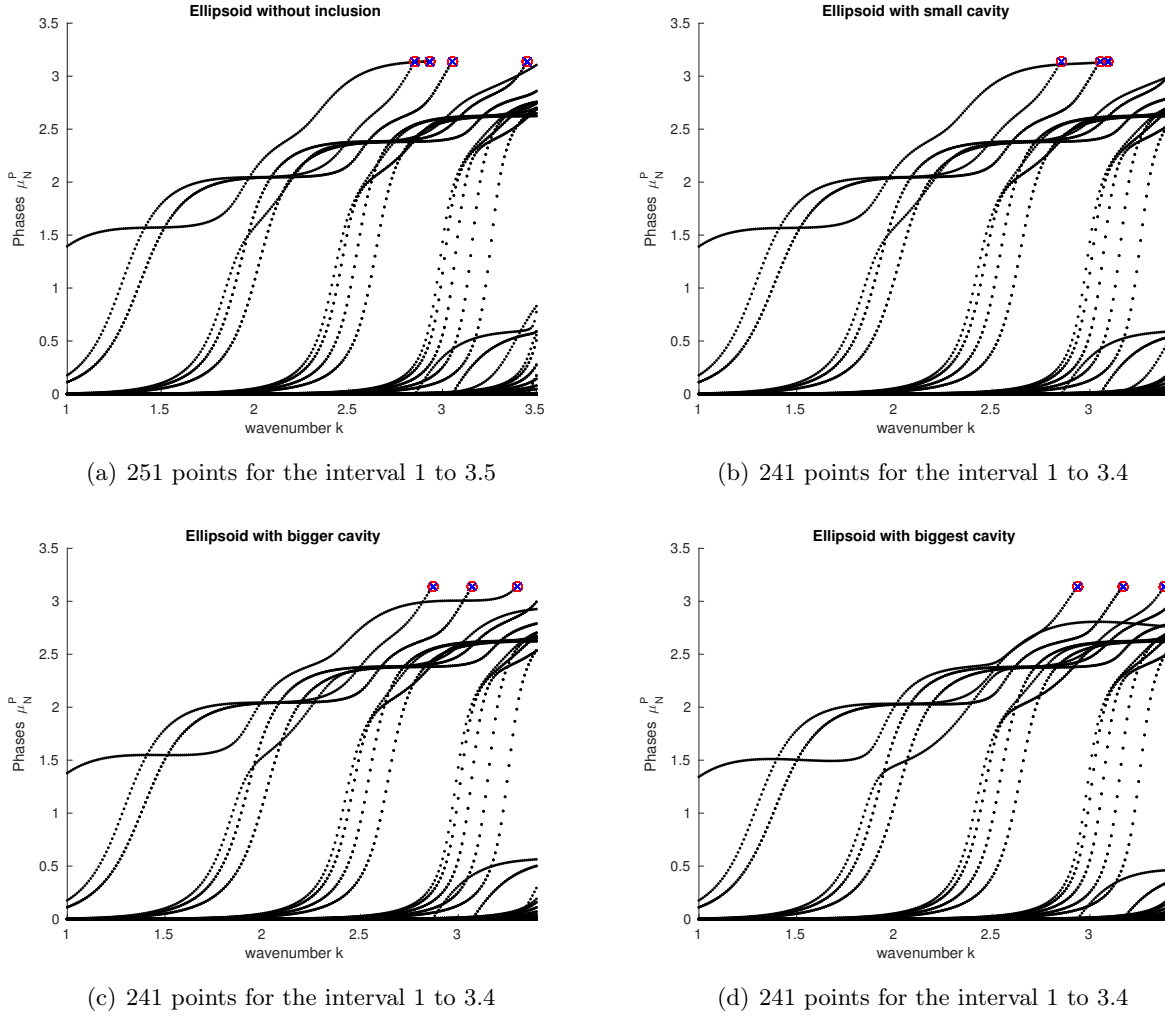 Ellipsoid without inclusion
3.5
3
2.5
2
1.5
1
0.5
0
Phases μ_N^P
1 1.5 2 2.5 3 3.5
wavenumber k
(a) 251 points for the interval 1 to 3.5
Ellipsoid with small cavity
3.5
3
2.5
2
1.5
1
0.5
0
Phases μ_N^P
1 1.5 2 2.5 3
wavenumber k
(b) 241 points for the interval 1 to 3.4
Ellipsoid with bigger cavity
3.5
3
2.5
2
1.5
1
0.5
0
Phases μ_N^P
1 1.5 2 2.5 3
wavenumber k
(c) 241 points for the interval 1 to 3.4
Ellipsoid with biggest cavity
3.5
3
2.5
2
1.5
1
0.5
0
Phases μ_N^P
1 1.5 2 2.5 3
wavenumber k
(d) 241 points for the interval 1 to 3.4